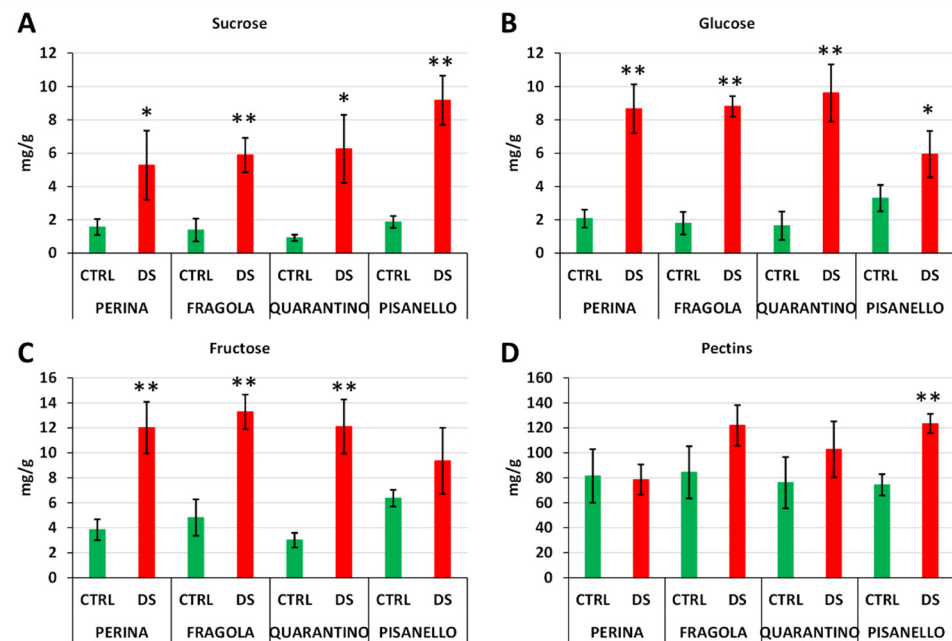 A
Sucrose
mg/g
12
10
8
6
4
2
0
*
**
*
**
CTRL DS CTRL DS CTRL DS CTRL DS
PERINA FRAGOLA QUARANTINO PISANELLO
B
Glucose
mg/g
12
10
8
6
4
2
0
**
**
**
*
CTRL DS CTRL DS CTRL DS CTRL DS
PERINA FRAGOLA QUARANTINO PISANELLO
C
Fructose
mg/g
16
14
12
10
8
6
4
2
0
**
**
**
CTRL DS CTRL DS CTRL DS CTRL DS
PERINA FRAGOLA QUARANTINO PISANELLO
D
Pectins
mg/g
160
140
120
100
80
60
40
20
0
**
CTRL DS CTRL DS CTRL DS CTRL DS
PERINA FRAGOLA QUARANTINO PISANELLO